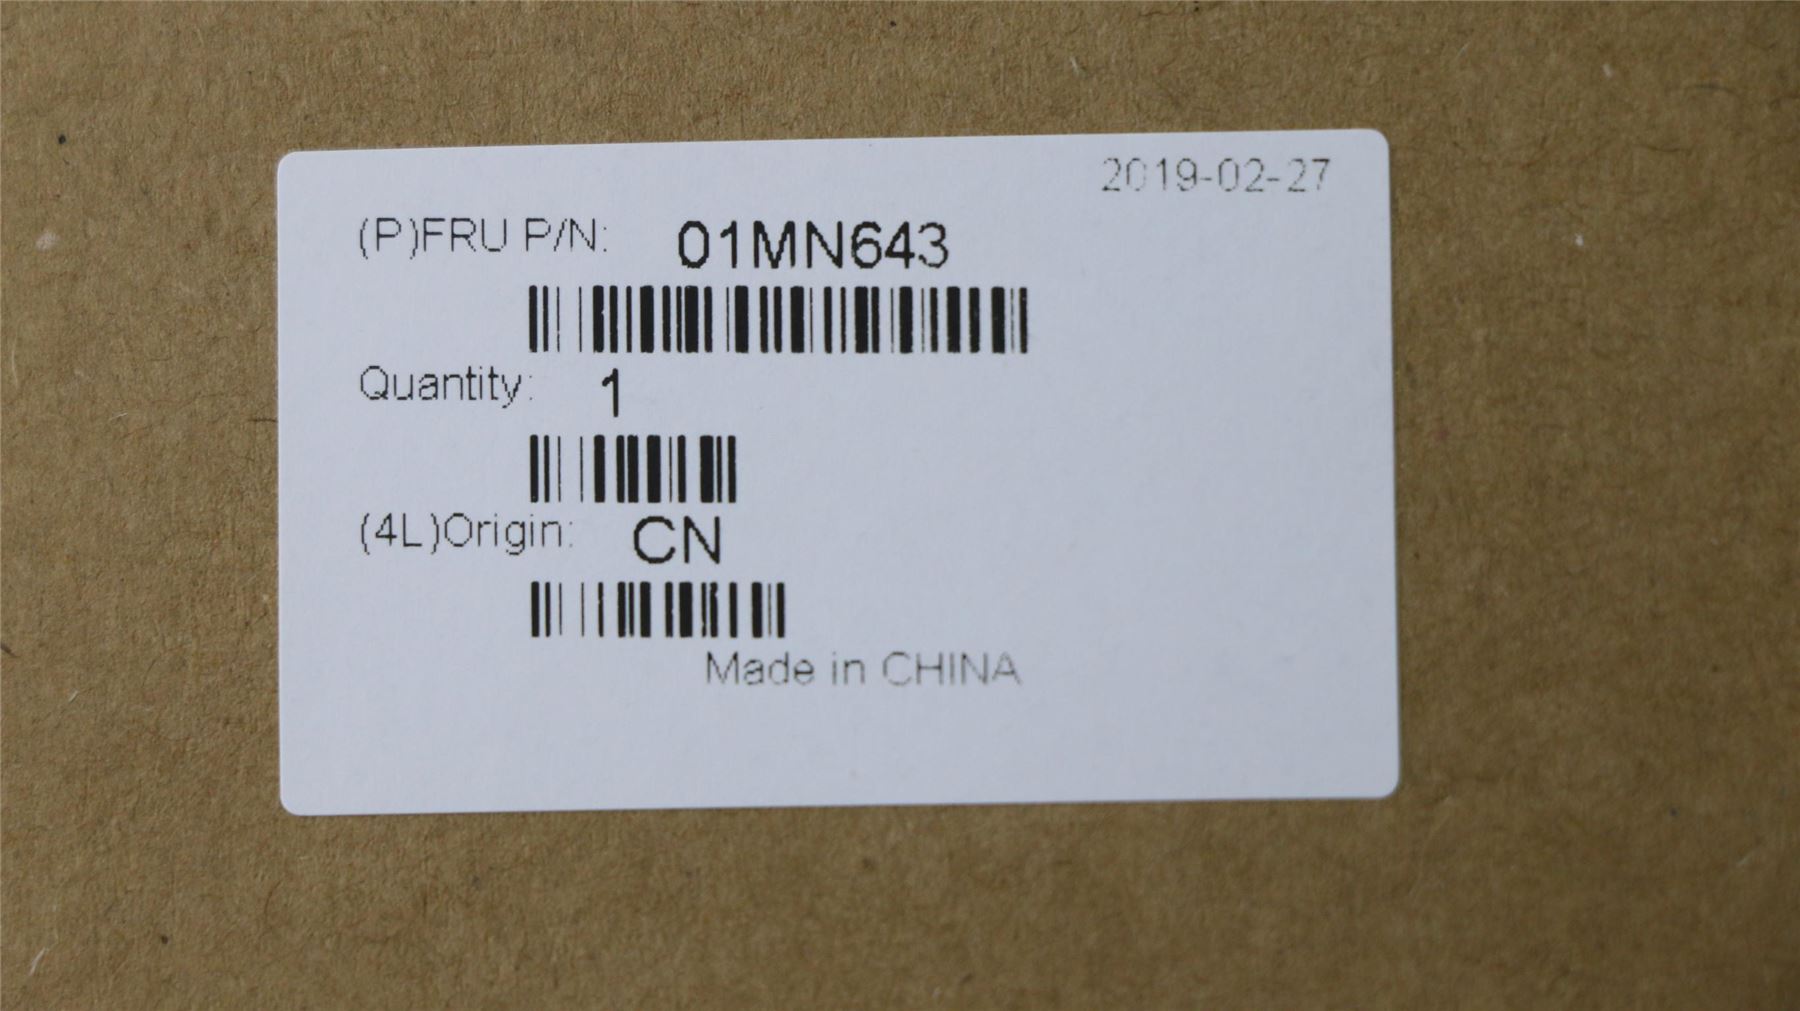 2019-02-27
(P)FRU P/N: 01MN643
Quantity: 1
(4L)Origin: CN
Made in CHINA